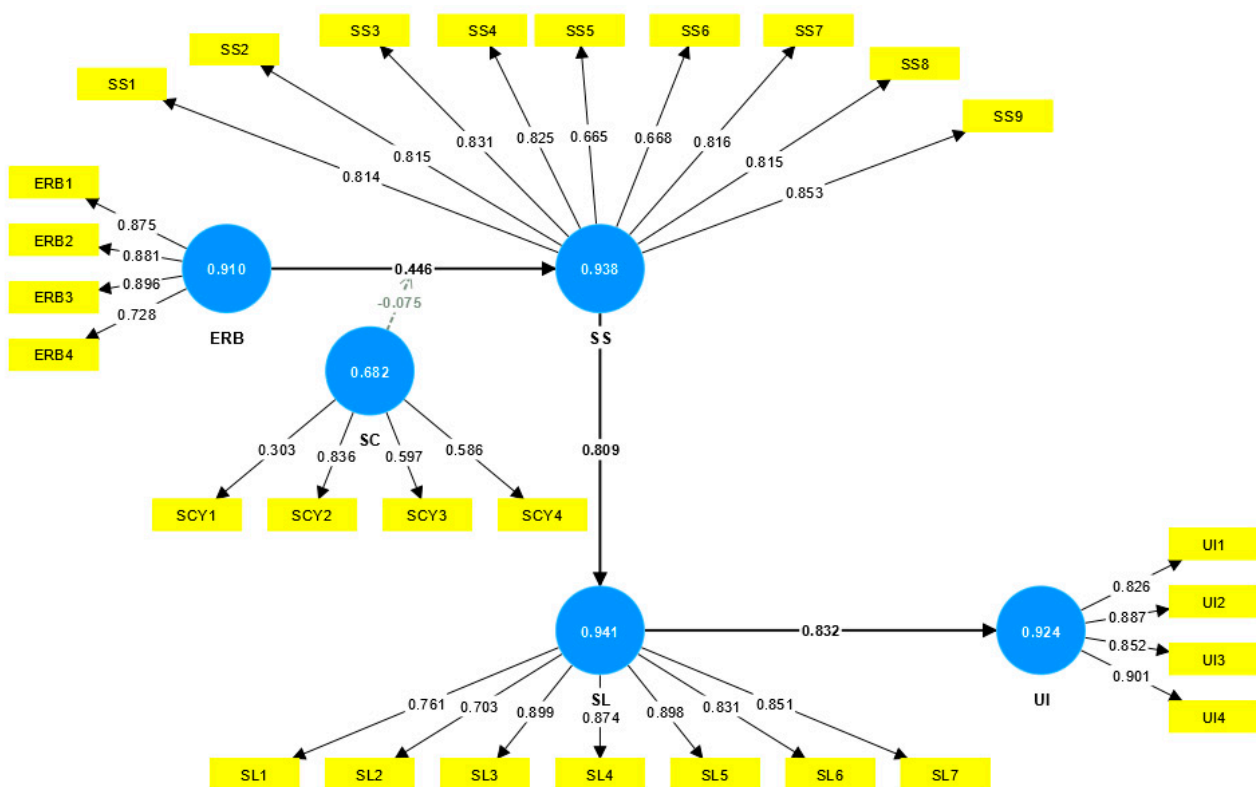 SS3
SS4
SS5
SS6
SS7
SS2
SS8
SS1
SS9
0.831
0.825
0.665
0.668
0.816
0.815
0.815
0.814
0.853
ERB1
0.875
ERB2
0.881
0.910
0.446
0.938
ERB3
0.896
-0.075
0.728
ERB
SS
ERB4
0.682
SC
0.303
0.836
0.597
0.586
0.809
SCY1
SCY2
SCY3
SCY4
UI1
0.826
UI2
0.887
0.941
0.832
0.924
0.852
UI3
0.901
SL
UI
0.761
0.703
0.899
0.874
0.898
0.831
0.851
UI4
SL1
SL2
SL3
SL4
SL5
SL6
SL7